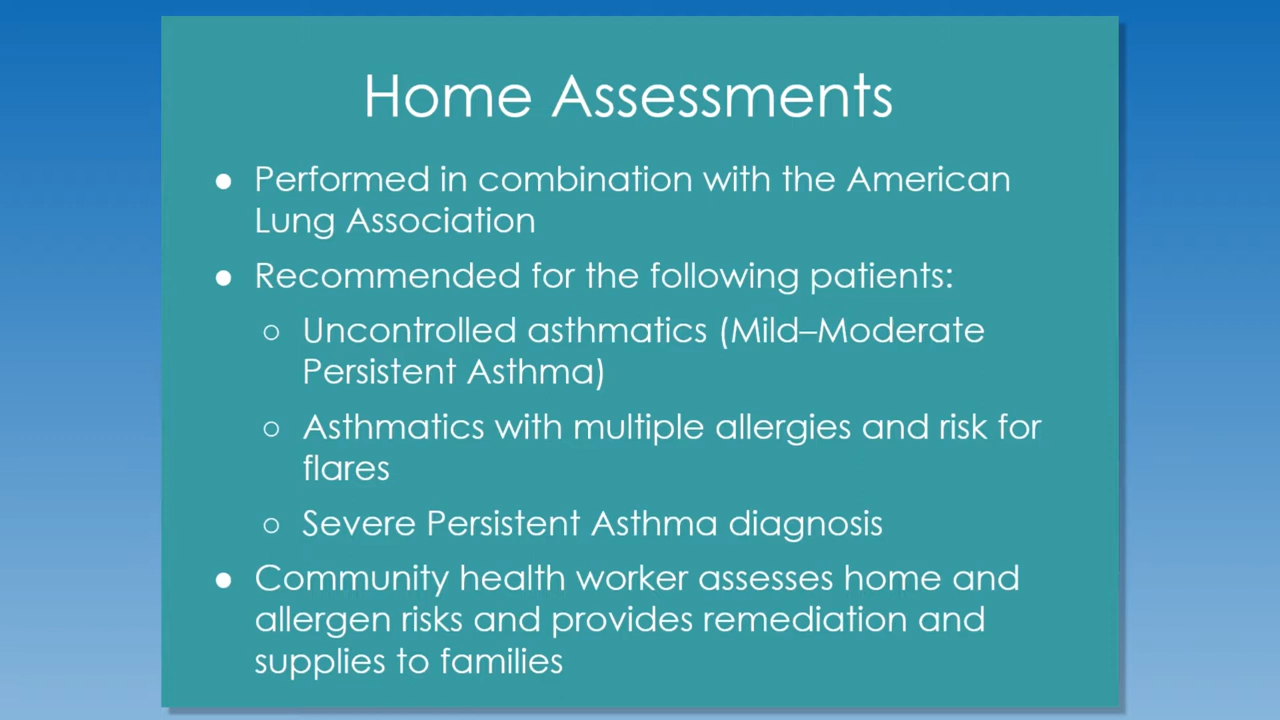 Home Assessments
● Performed in combination with the American
Lung Association
● Recommended for the following patients:
○ Uncontrolled asthmatics (Mild–Moderate
Persistent Asthma)
○ Asthmatics with multiple allergies and risk for
flares
○ Severe Persistent Asthma diagnosis
● Community health worker assesses home and
allergen risks and provides remediation and
supplies to families